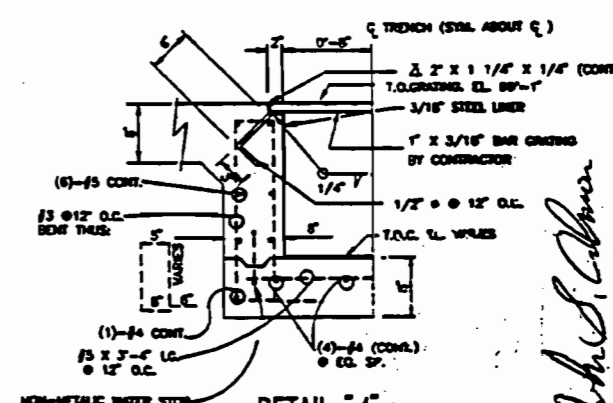 ℄ TRENCH (SYM. ABOUT ℄ )
2"
0'-8"
6
2" X 1 1/4" X 1/4" (CONT
T.O.GRATING. EL. 99'-1"
3/16" STEEL LINER
1" X 3/16" BAR GRATING
BY CONTRACTOR
(6)-#5 CONT.
1/4
1/2" ø @ 12" O.C.
#3 @12" O.C.
BENT THUS:
8"
T.O.C. EL. VARIES
VARIES
(1)-#4 CONT.
#5 X 3'-4" LG.
@ 12" O.C.
(4)-#4 (CONT.)
@ EQ. SP.
NON-METALLIC WATER STOP
DETAIL "4"